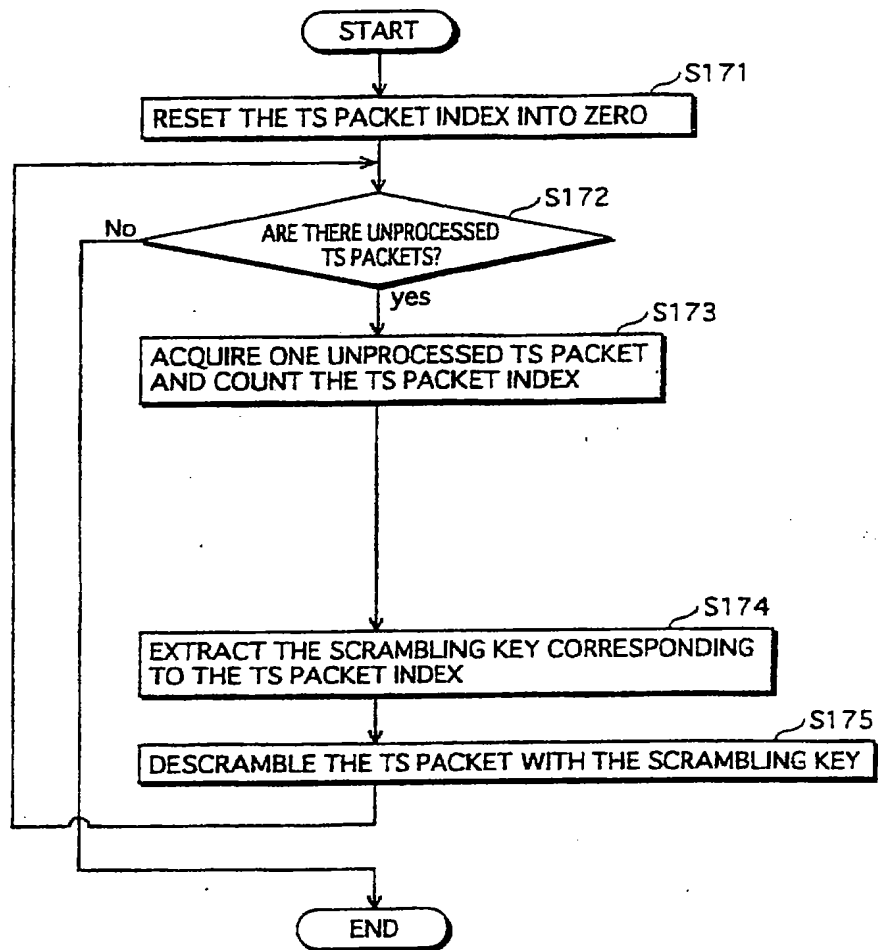 START
S171
RESET THE TS PACKET INDEX INTO ZERO
S172
No
ARE THERE UNPROCESSED
TS PACKETS?
yes
S173
ACQUIRE ONE UNPROCESSED TS PACKET
AND COUNT THE TS PACKET INDEX
S174
EXTRACT THE SCRAMBLING KEY CORRESPONDING
TO THE TS PACKET INDEX
S175
DESCRAMBLE THE TS PACKET WITH THE SCRAMBLING KEY
END